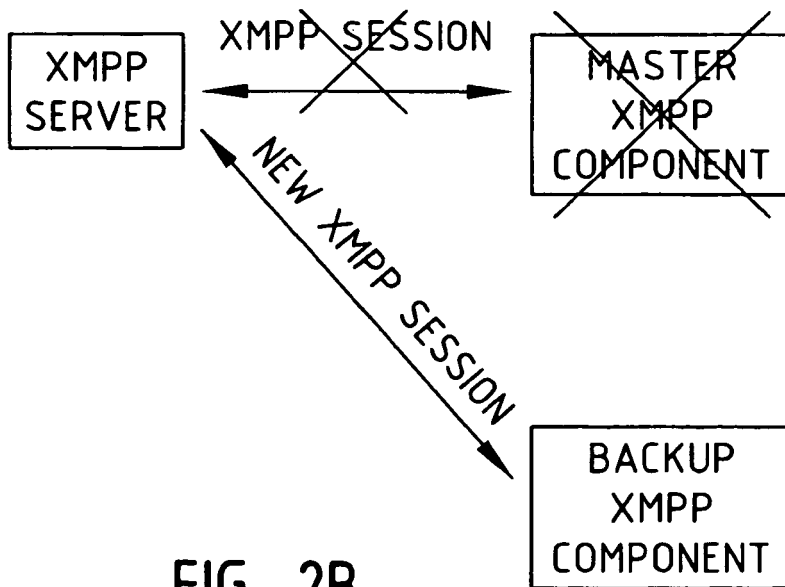 XMPP SESSION
XMPP
SERVER
MASTER
XMPP
COMPONENT
NEW XMPP SESSION
BACKUP
XMPP
COMPONENT
FIG. 2B